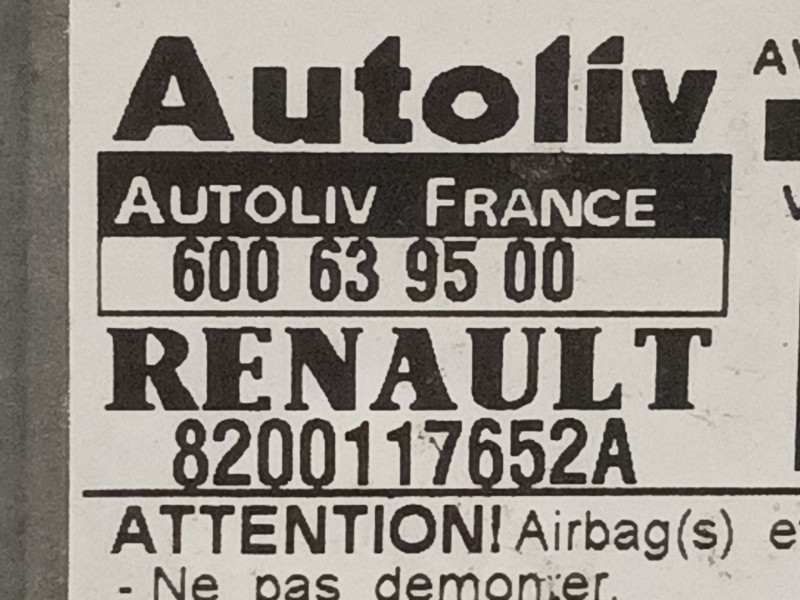 Autoliv
AUTOLIV FRANCE
600 63 95 00
RENAULT
8200117652A
ATTENTION! Airbag(s)
- Ne pas demonter.